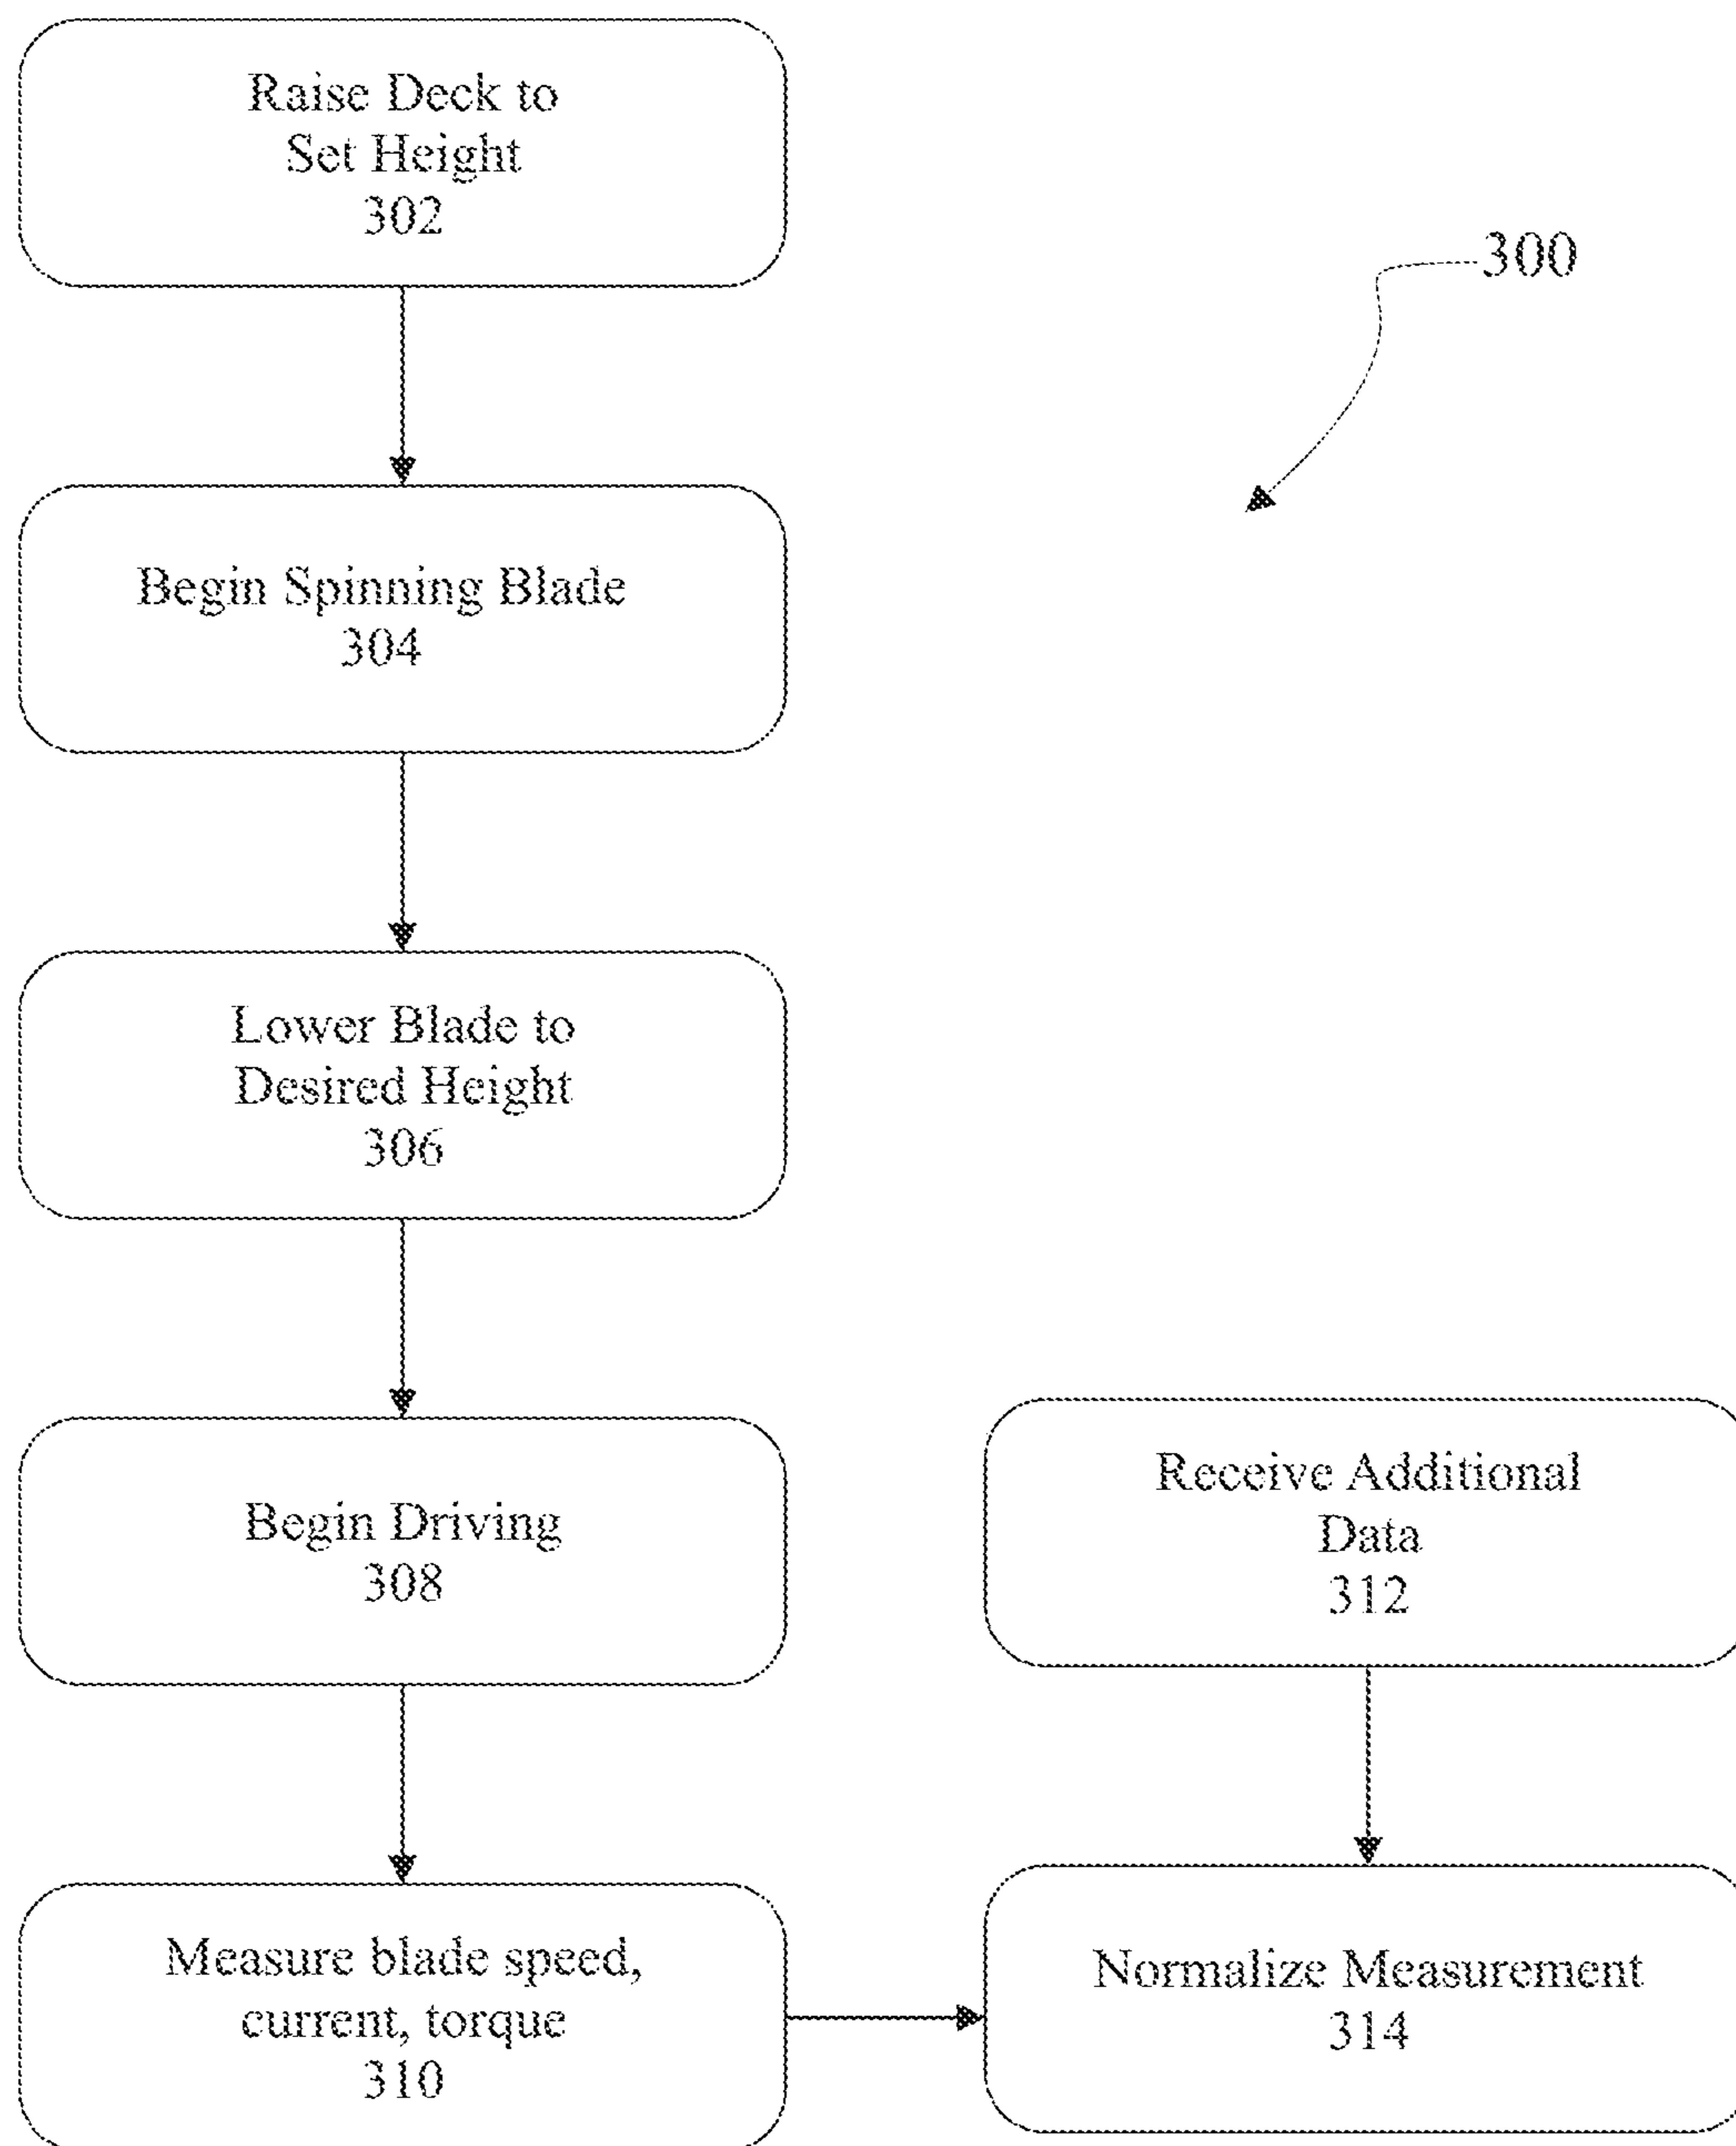 Raise Deck to
Set Height
302
300
Begin Spinning Blade
304
Lower Blade to
Desired Height
306
Begin Driving
308
Receive Additional
Data
312
Measure blade speed,
current, torque
310
Normalize Measurement
314